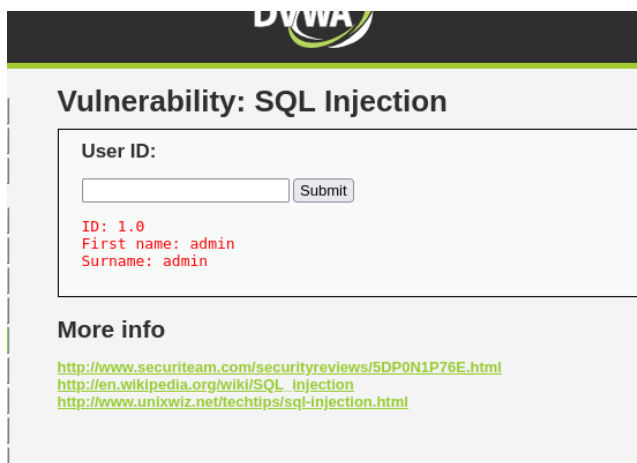 DVWA
Vulnerability: SQL Injection
User ID:
Submit
ID: 1.0
First name: admin
Surname: admin
More info
http://www.securiteam.com/securityreviews/5DP0N1P76E.html
http://en.wikipedia.org/wiki/SQL_injection
http://www.unixwiz.net/techtips/sql-injection.html